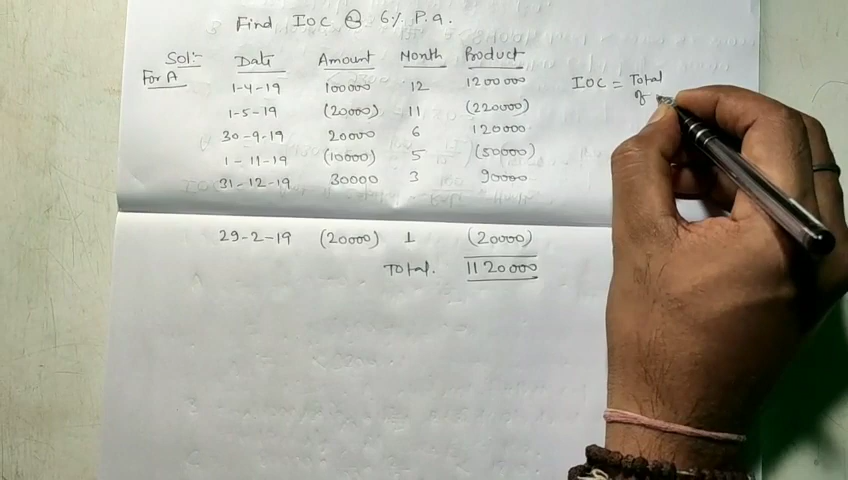 Find IOC @ 6% P.a.
Sol:- Date Amount Month Product
For A
1-4-19 100000 12 1200000
1-5-19 (20000) 11 (220000)
30-9-19 20000 6 120000
1-11-19 (10000) 5 (50000)
31-12-19 30000 3 90000
29-2-19 (20000) 1 (20000)
Total. 1120000
IOC = Total
of